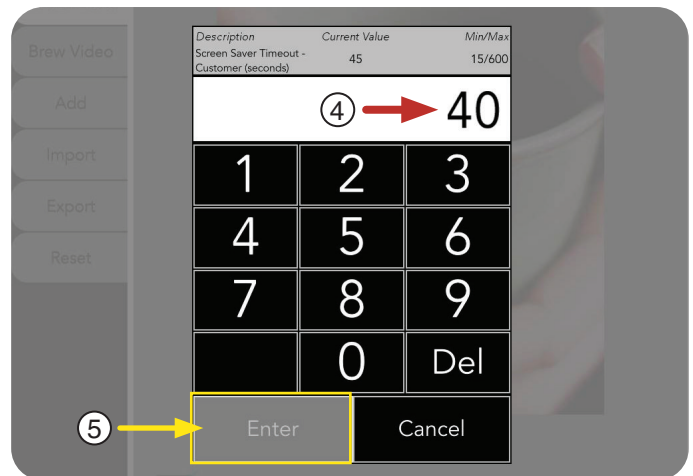 Brew Video
Add
Import
Export
Reset
Description Current Value Min/Max
Screen Saver Timeout -
Customer (seconds) 45 15/600
④ 40
1 2 3
4 5 6
7 8 9
0 Del
⑤ Enter Cancel